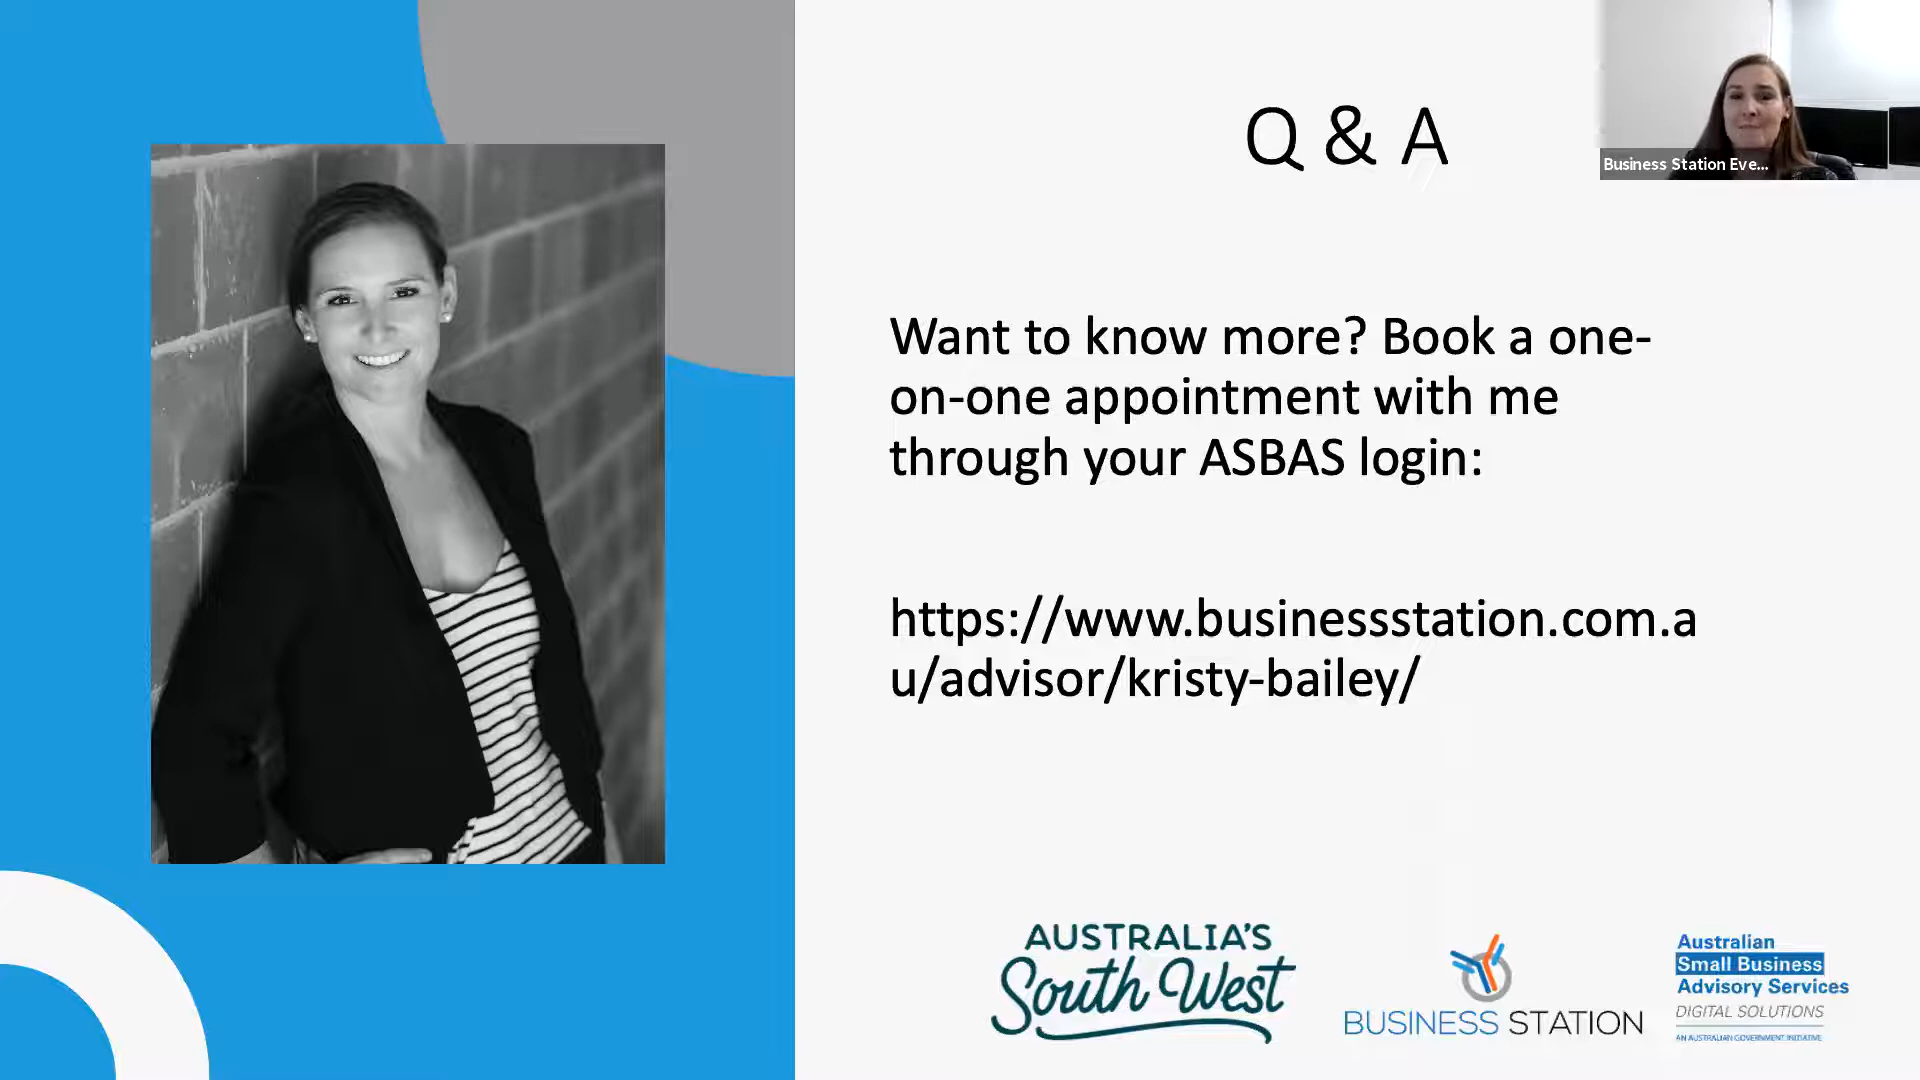 Q & A
Business Station Eve...
Want to know more? Book a one-
on-one appointment with me
through your ASBAS login:
https://www.businessstation.com.a
u/advisor/kristy-bailey/
AUSTRALIA'S
South West
BUSINESS STATION
Australian
Small Business
Advisory Services
DIGITAL SOLUTIONS
AN AUSTRALIAN GOVERNMENT INITIATIVE